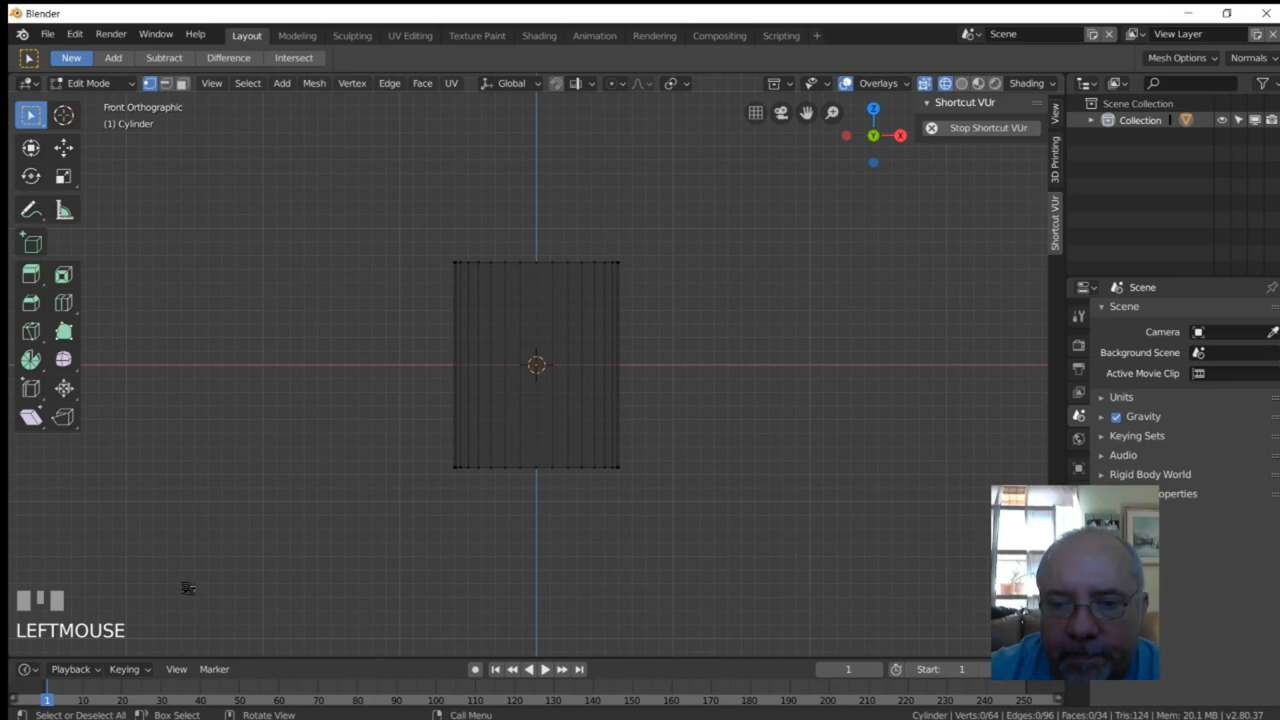 Blender
File Edit Render Window Help Layout Modeling Sculpting UV Editing Texture Paint Shading Animation Rendering Compositing Scripting + Scene View Layer
New Add Subtract Difference Intersect Mesh Options Normals
Edit Mode View Select Add Mesh Vertex Edge Face UV Global Overlays Shading
Front Orthographic
(1) Cylinder
Shortcut VUr
Stop Shortcut VUr
Z
Y
X
View
3D Printing
Shortcut VUr
Scene Collection
Collection
Scene
Scene
Camera
Background Scene
Active Movie Clip
Units
Gravity
Keying Sets
Audio
Rigid Body World
operties
LEFTMOUSE
Playback Keying View Marker 1 Start: 1
1 10 20 30 40 50 60 70 80 90 100 110 120 130 140 150 160 170 180 190 200 210 220 230 240 250
Select or Deselect All Box Select Rotate View Call Menu Cylinder | Verts:0/64 | Edges:0/96 | Faces:0/34 | Tris:124 | Mem: 20.1 MB | v2.80.37